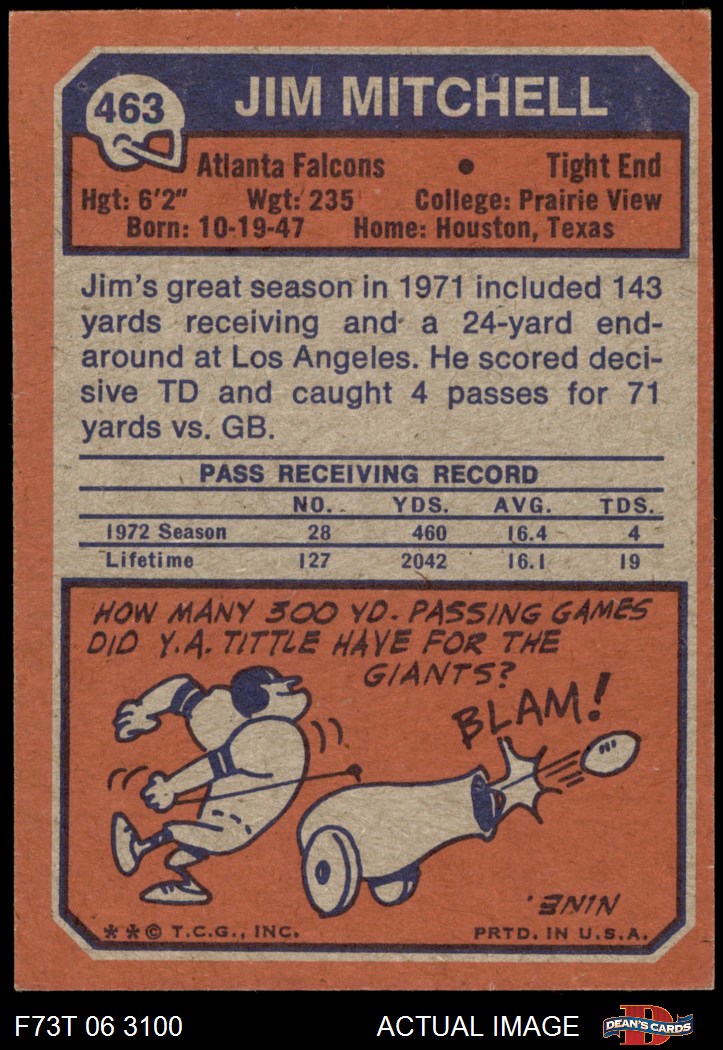 463
JIM MITCHELL
Atlanta Falcons • Tight End
Hgt: 6'2" Wgt: 235 College: Prairie View
Born: 10-19-47 Home: Houston, Texas
Jim's great season in 1971 included 143
yards receiving and a 24-yard end-
around at Los Angeles. He scored deci-
sive TD and caught 4 passes for 71
yards vs. GB.
PASS RECEIVING RECORD
NO. YDS. AVG. TDS.
1972 Season 28 460 16.4 4
Lifetime 127 2042 16.1 19
HOW MANY 300 YD. PASSING GAMES
DID Y.A. TITTLE HAVE FOR THE
GIANTS?
BLAM!
NINE.
**© T.C.G., INC. PRTD. IN U.S.A.
F73T 06 3100 ACTUAL IMAGE D DEAN'S CARDS